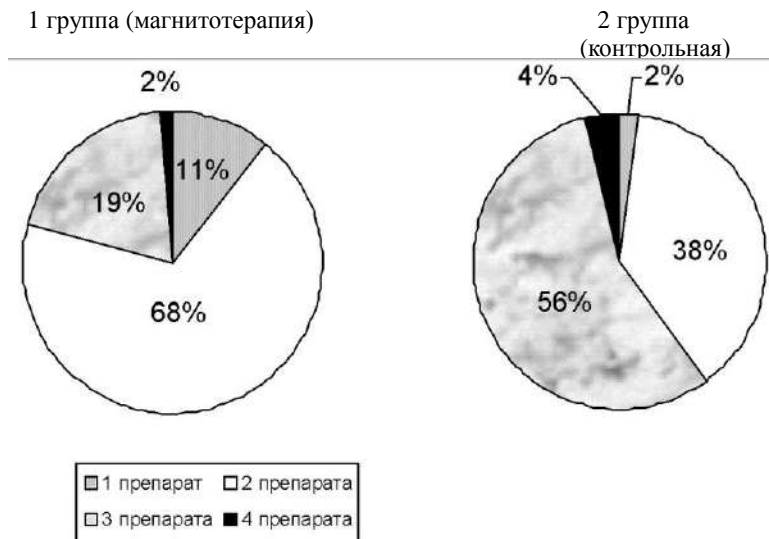 1 группа (магнитотерапия)
2 группа
(контрольная)
2%
11%
19%
68%
4%
2%
38%
56%
1 препарат
2 препарата
3 препарата
4 препарата